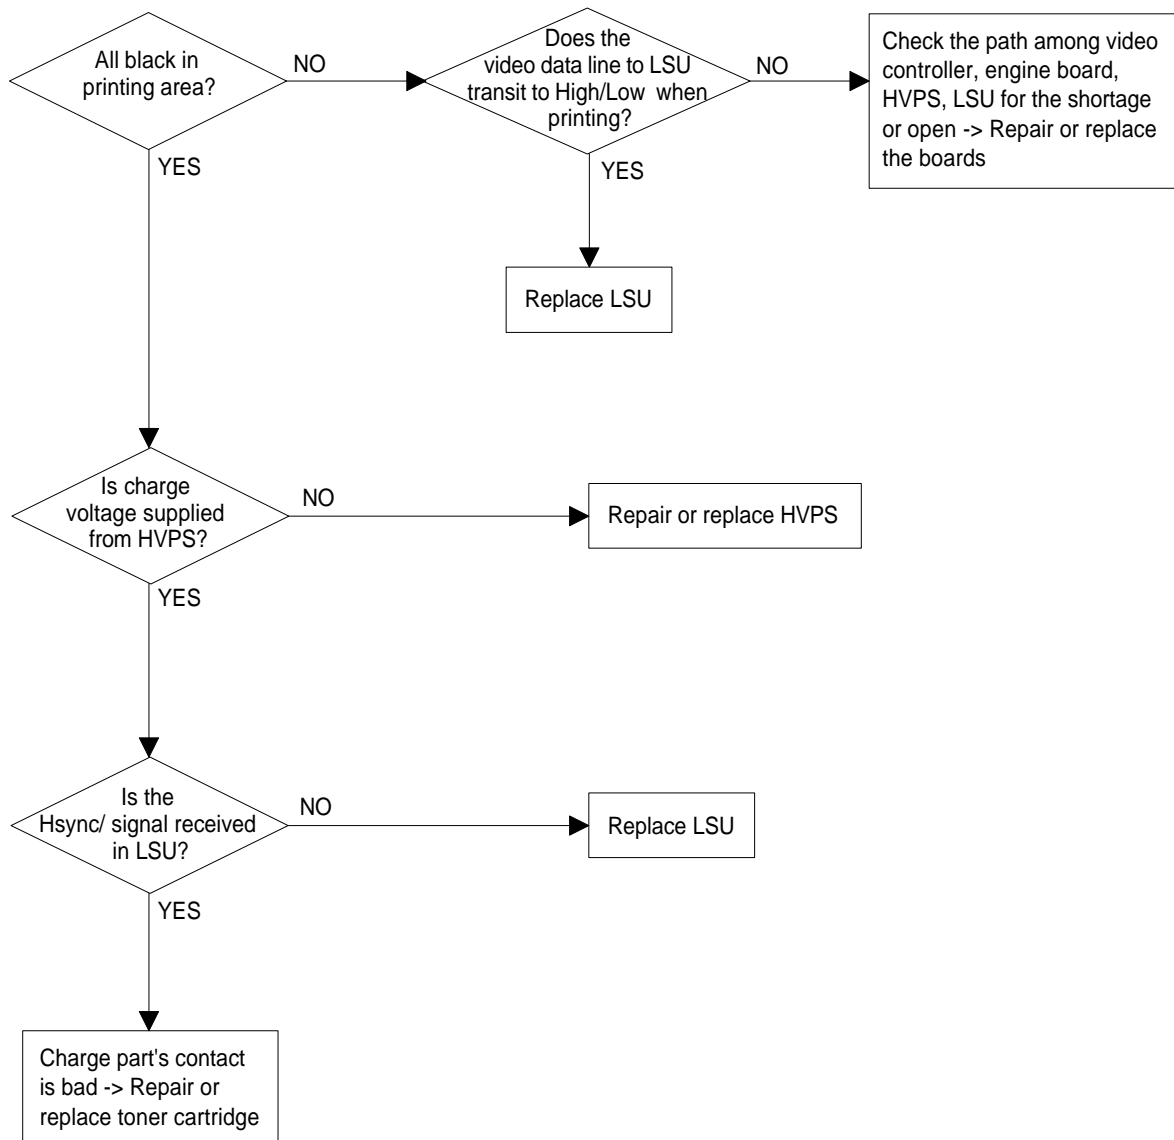 All black in
printing area?
NO
YES
Does the
video data line to LSU
transit to High/Low when
printing?
NO
YES
Check the path among video
controller, engine board,
HVPS, LSU for the shortage
or open -> Repair or replace
the boards
Replace LSU
Is charge
voltage supplied
from HVPS?
NO
YES
Repair or replace HVPS
Is the
Hsync/ signal received
in LSU?
NO
YES
Replace LSU
Charge part's contact
is bad -> Repair or
replace toner cartridge